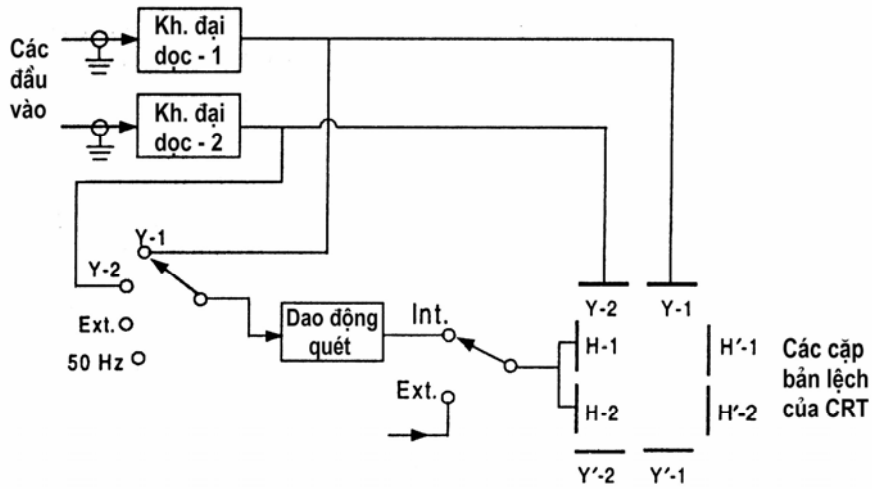 Các
đầu
vào
Kh. đại
dọc - 1
Kh. đại
dọc - 2
Y-1
Y-2
Ext.
50 Hz
Dao động
quét
Int.
Ext.
Y-2
Y-1
H-1
H-2
H′-1
H′-2
Y′-2
Y′-1
Các cặp
bản lệch
của CRT